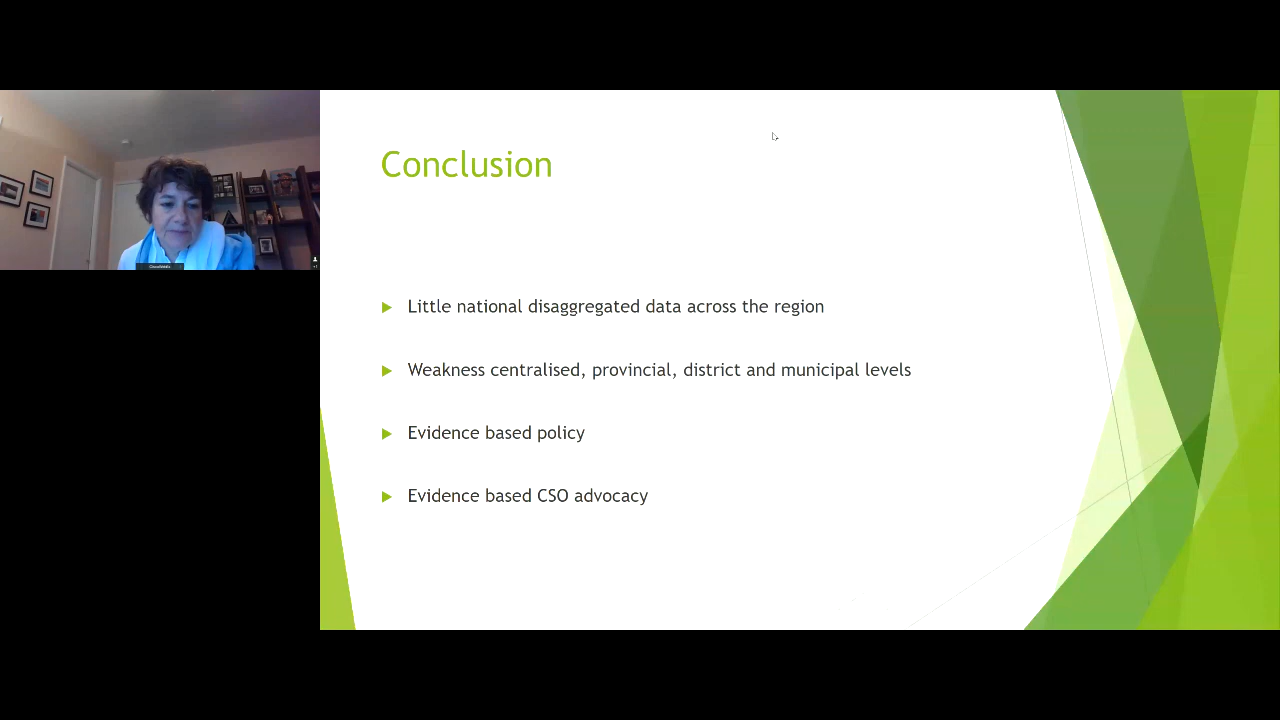 Conclusion
Little national disaggregated data across the region
Weakness centralised, provincial, district and municipal levels
Evidence based policy
Evidence based CSO advocacy